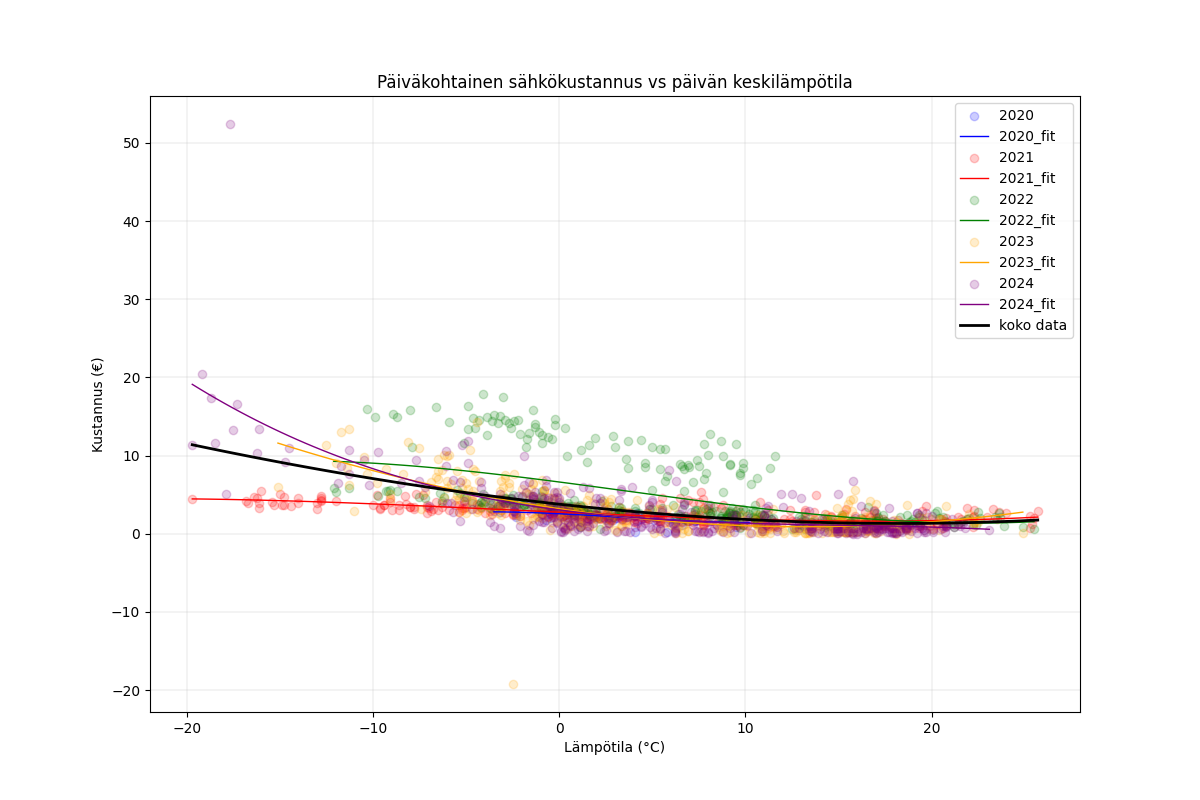 Päiväkohtainen sähkökustannus vs päivän keskilämpötila
50
40
30
20
10
0
−10
−20
Kustannus (€)
−20
−10
0
10
20
Lämpötila (°C)
2020
2020_fit
2021
2021_fit
2022
2022_fit
2023
2023_fit
2024
2024_fit
koko data